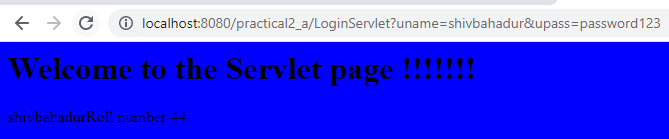 localhost:8080/practical2_a/LoginServlet?uname=shivbahadur&upass=password123
Welcome to the Servlet page !!!!!!!
shivbahadurRoll number 44